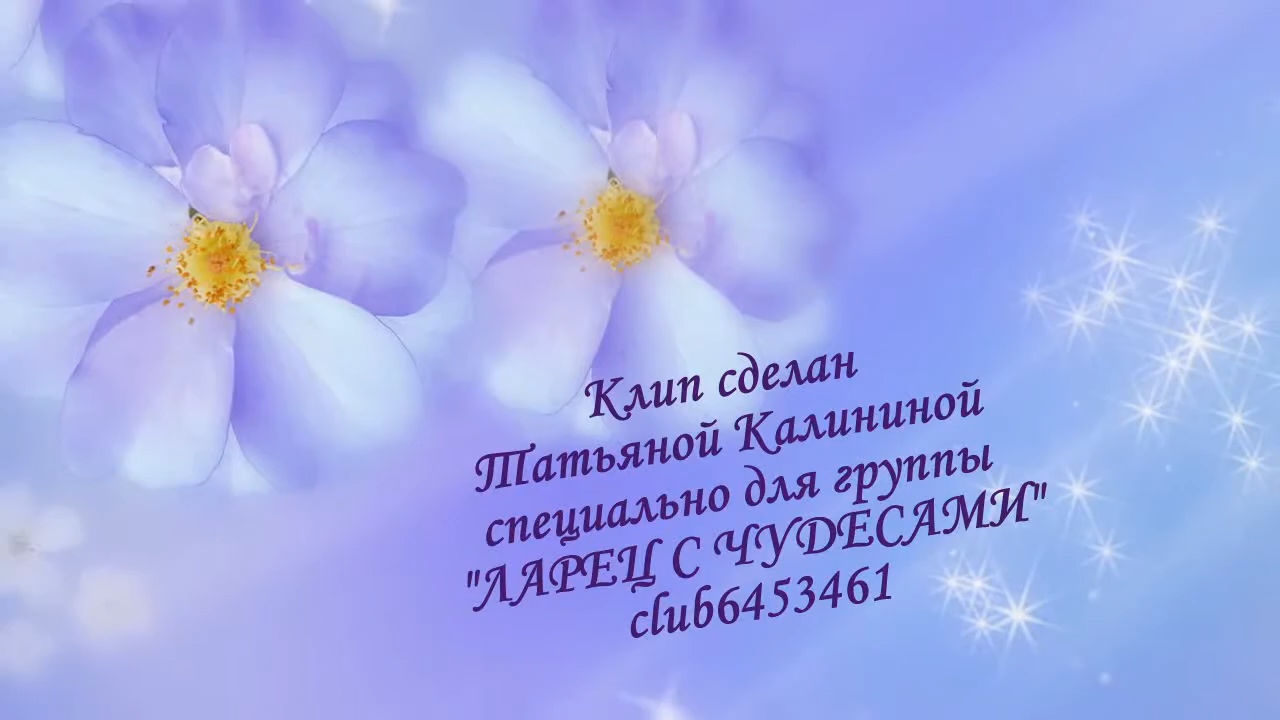 Клип сделан
Татьяной Калининой
специально для группы
"ЛАРЕЦ С ЧУДЕСАМИ"
club6453461